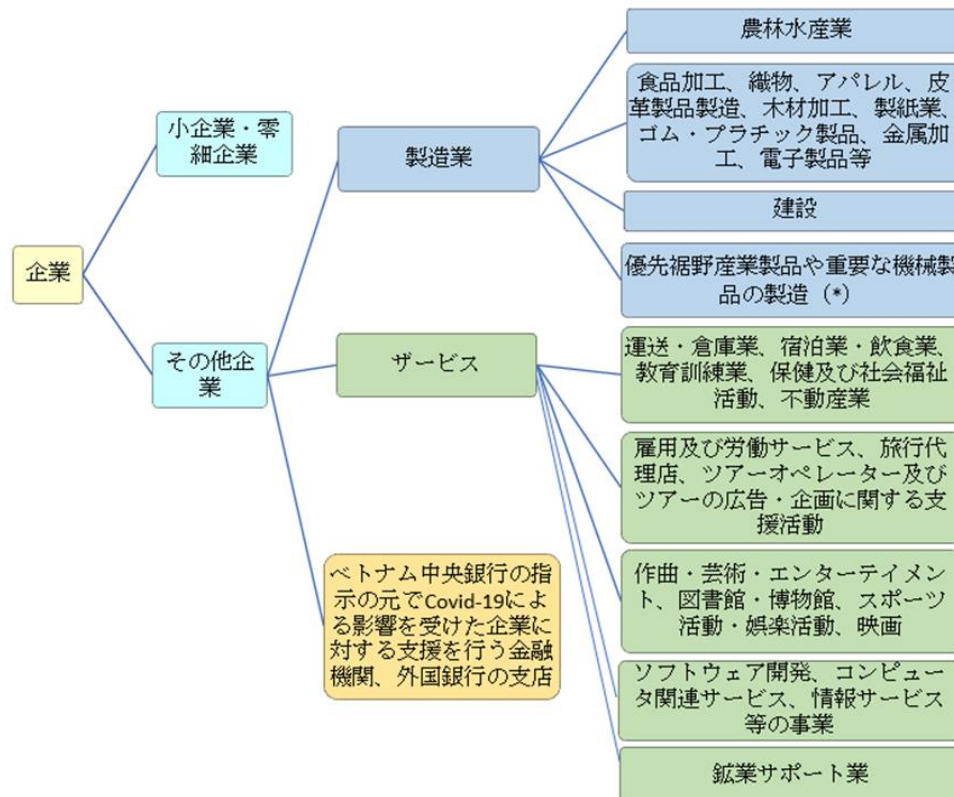 企業
小企業・零
細企業
その他企
業
製造業
農林水産業
食品加工、織物、アパレル、皮
革製品製造、木材加工、製紙業、
ゴム・プラチック製品、金属加
工、電子製品等
建設
優先裾野産業製品や重要な機械製
品の製造（*）
ザービス
運送・倉庫業、宿泊業・飲食業、
教育訓練業、保健及び社会福祉
活動、不動産業
雇用及び労働サービス、旅行代
理店、ツアーオペレーター及び
ツアーの広告・企画に関する支
援活動
作曲・芸術・エンターテイメン
ト、図書館・博物館、スポーツ
活動・娯楽活動、映画
ソフトウェア開発、コンピュー
タ関連サービス、情報サービス
等の事業
鉱業サポート業
ベトナム中央銀行の指
示の元でCovid-19によ
る影響を受けた企業に
対する支援を行う金融
機関、外国銀行の支店